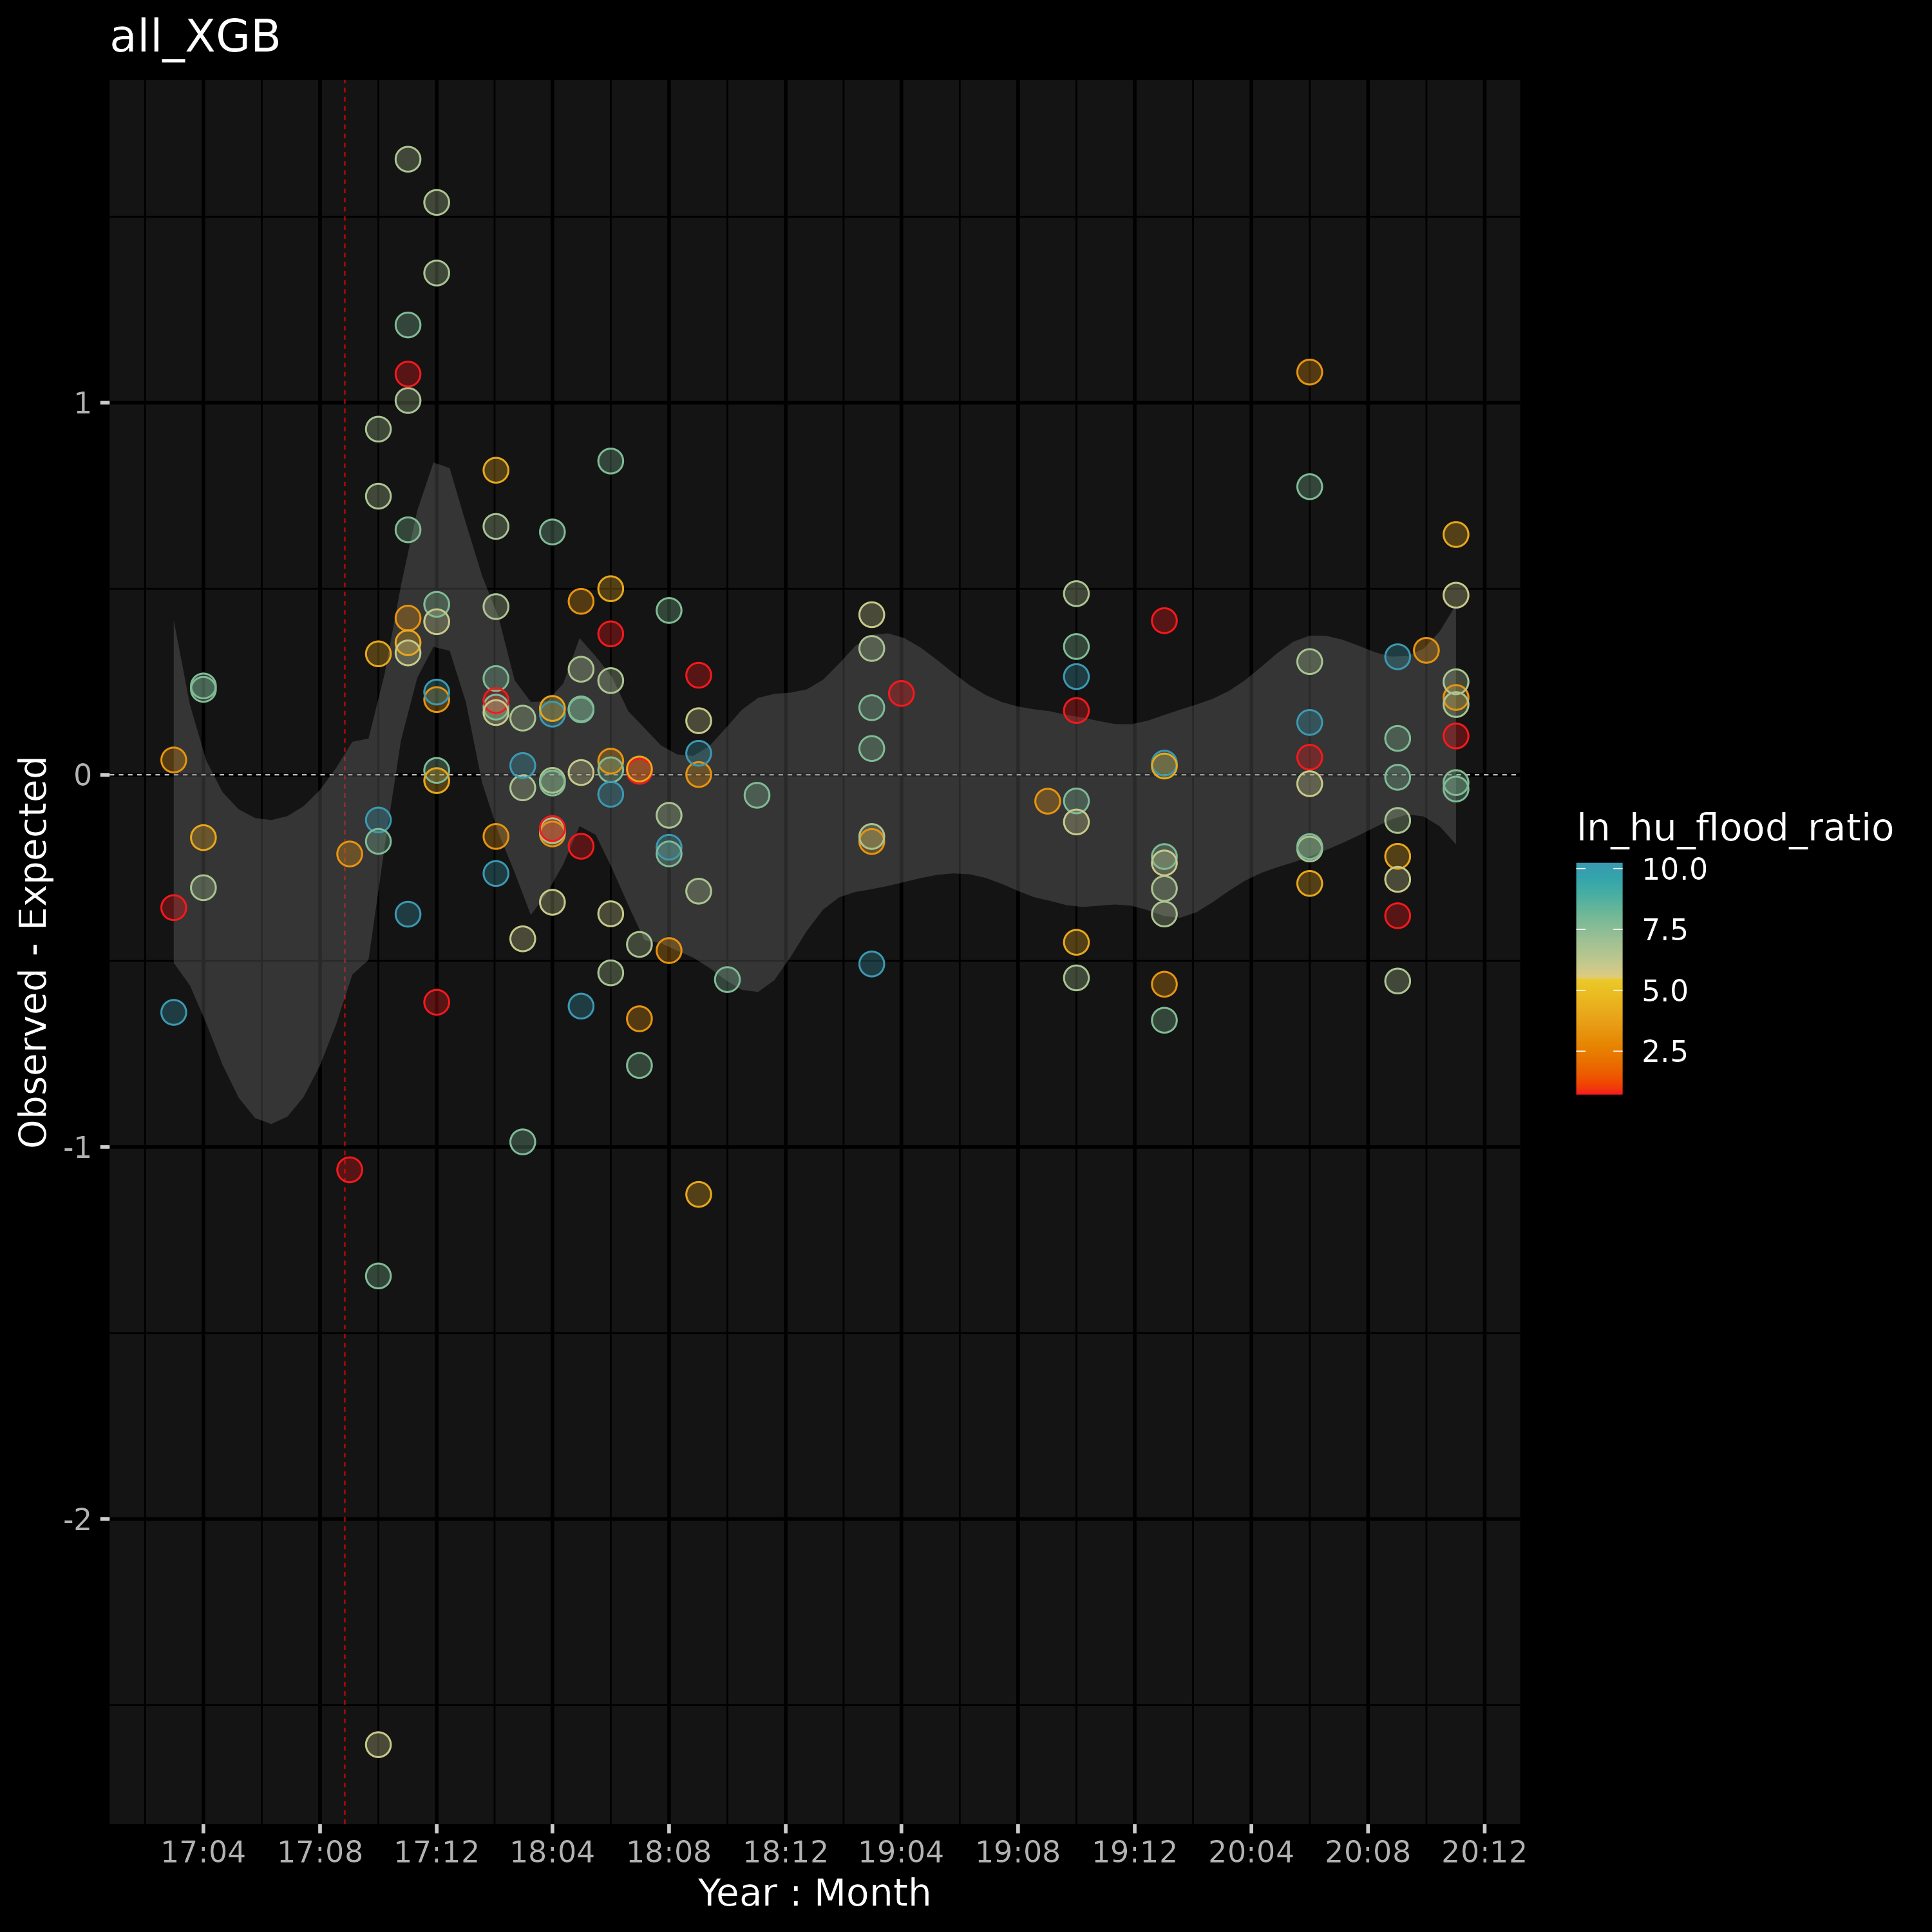 all_XGB
Observed - Expected
1
0
-1
-2
17:04 17:08 17:12 18:04 18:08 18:12 19:04 19:08 19:12 20:04 20:08 20:12
Year : Month
ln_hu_flood_ratio
10.0
7.5
5.0
2.5